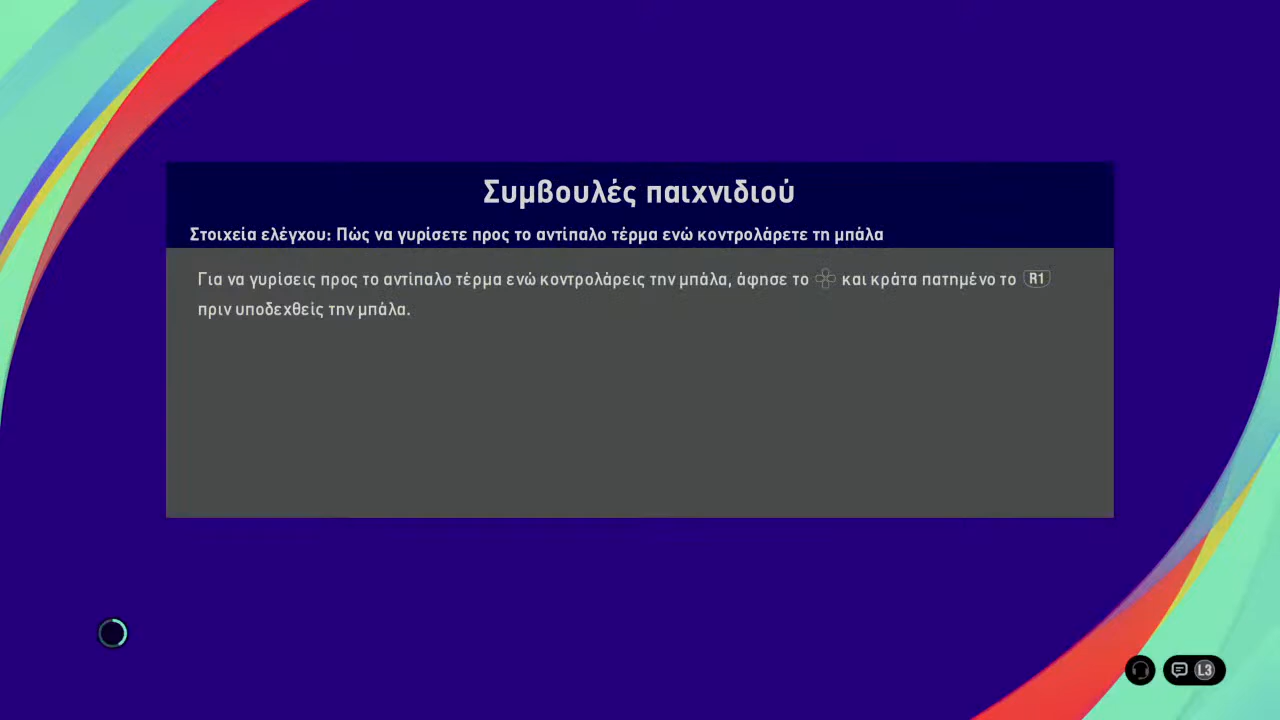 Συμβουλές παιχνιδιού
Στοιχεία ελέγχου: Πώς να γυρίσετε προς το αντίπαλο τέρμα ενώ κοντρολάρετε τη μπάλα
Για να γυρίσεις προς το αντίπαλο τέρμα ενώ κοντρολάρεις την μπάλα, άφησε το και κράτα πατημένο το R1
πριν υποδεχθείς την μπάλα.
L3